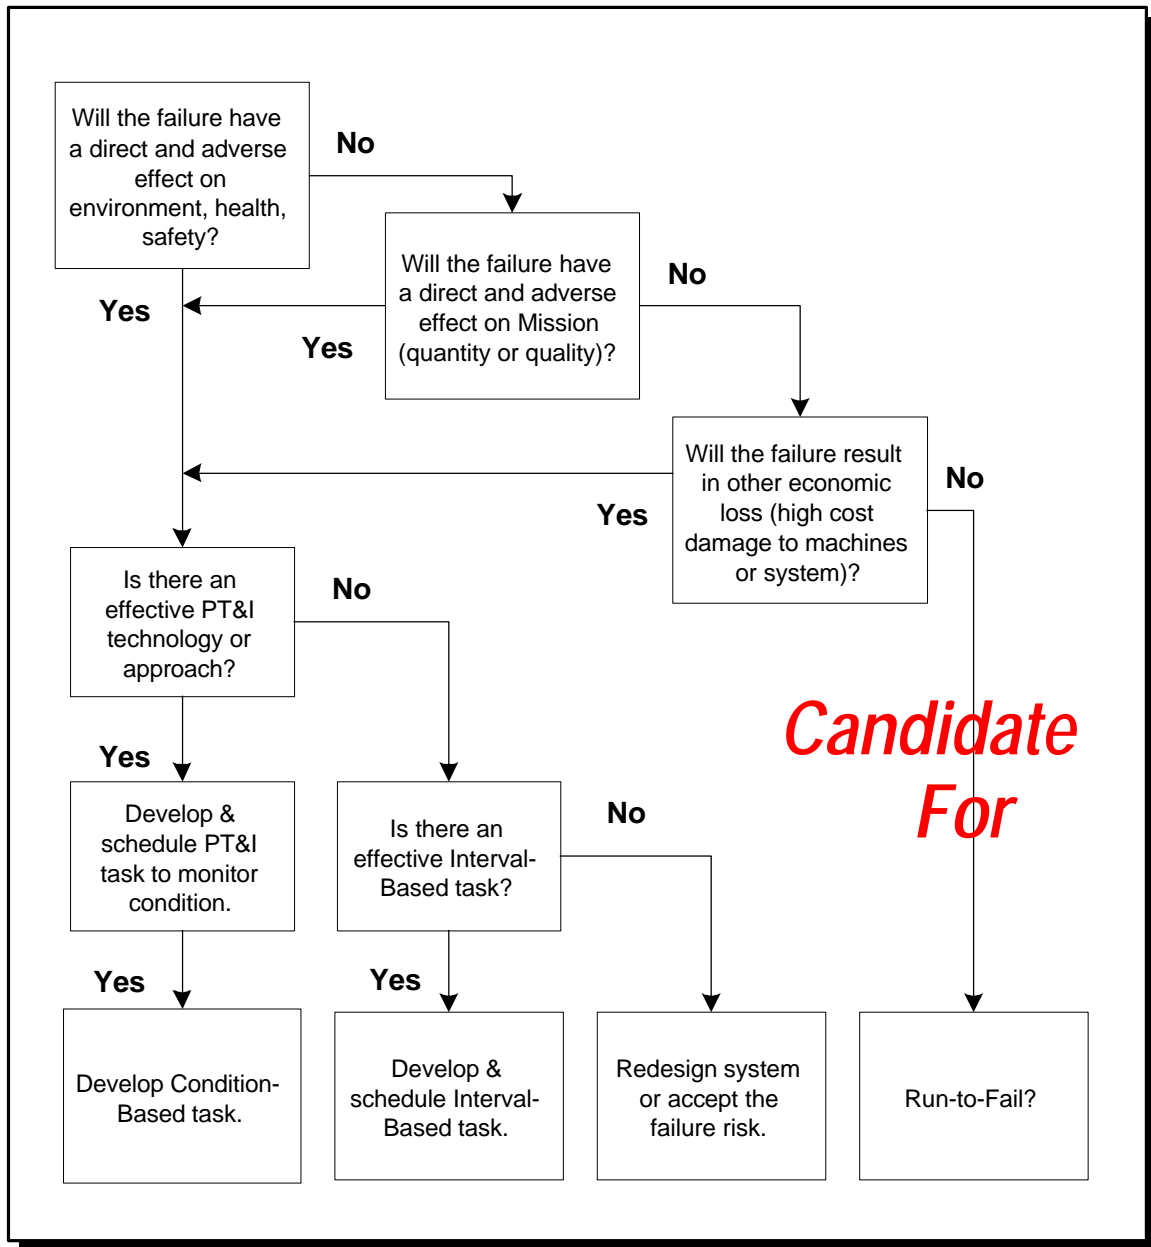 Will the failure have
a direct and adverse
effect on
environment, health,
safety?
No
Yes
Will the failure have
a direct and adverse
effect on Mission
(quantity or quality)?
No
Yes
Will the failure result
in other economic
loss (high cost
damage to machines
or system)?
No
Yes
Is there an
effective PT&I
technology or
approach?
No
Yes
Candidate
For
Develop &
schedule PT&I
task to monitor
condition.
Yes
Is there an
effective Interval-
Based task?
No
Yes
Develop Condition-
Based task.
Develop &
schedule Interval-
Based task.
Redesign system
or accept the
failure risk.
Run-to-Fail?